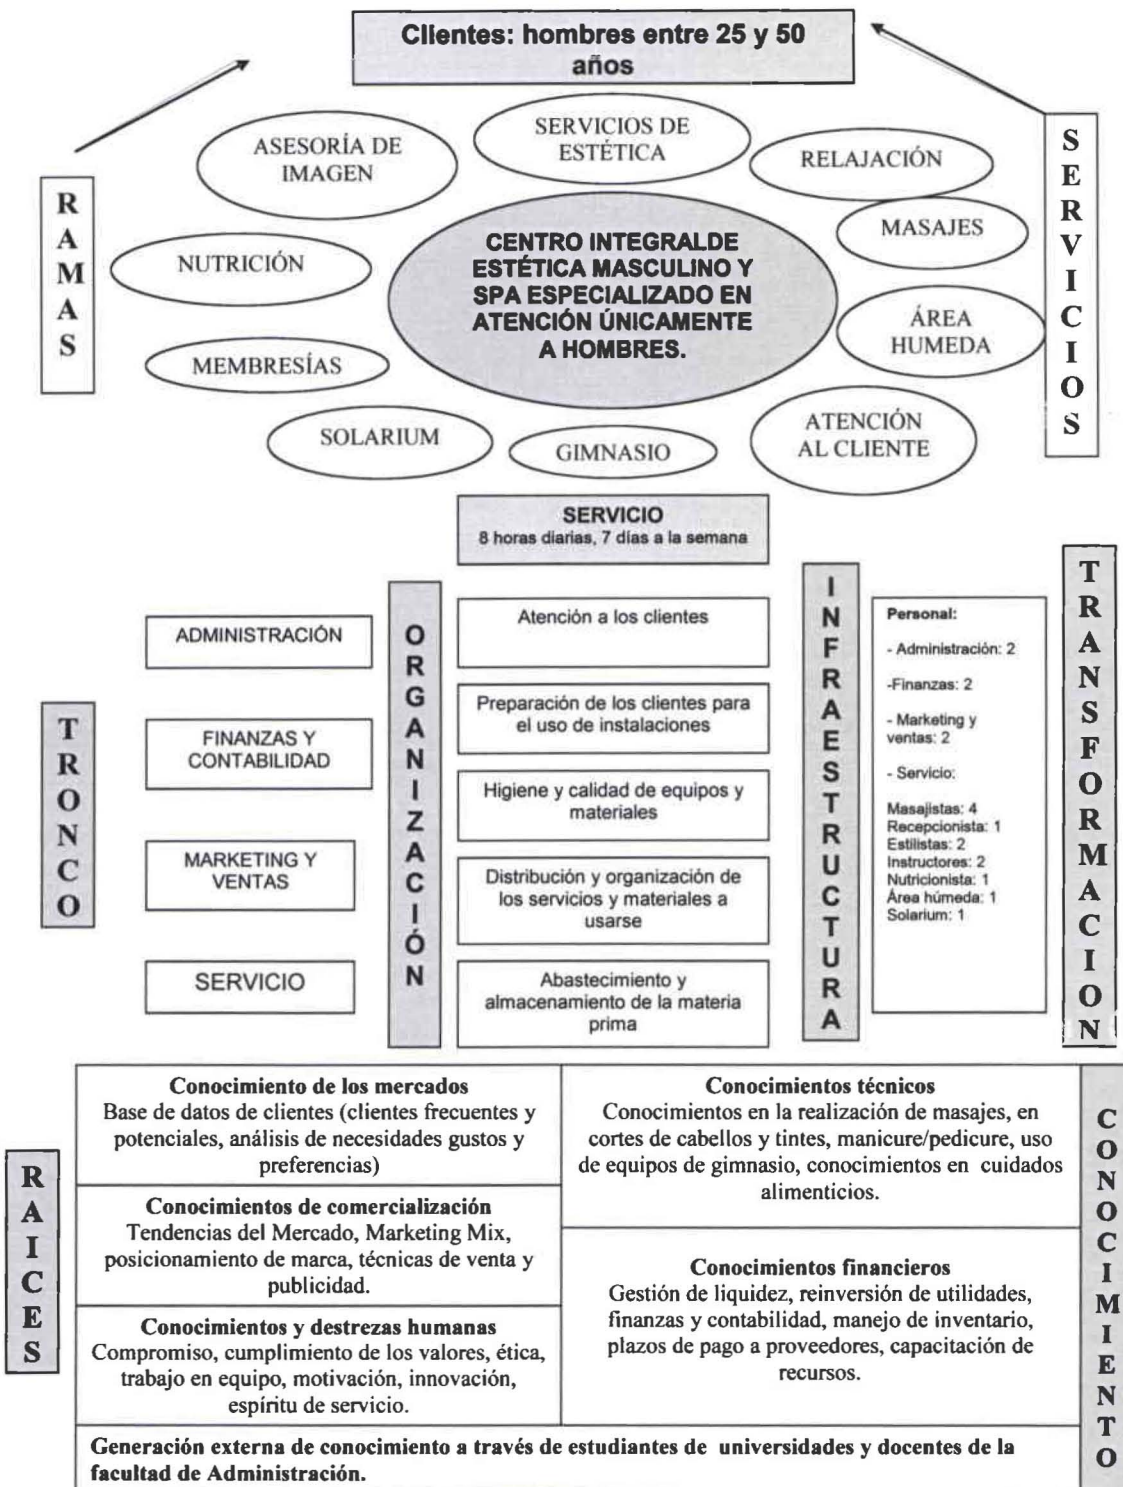 Clientes: hombres entre 25 y 50
años
RAMAS
SERVICIOS
ASESORÍA DE
IMAGEN
SERVICIOS DE
ESTÉTICA
RELAJACIÓN
MASAJES
NUTRICIÓN
CENTRO INTEGRALDE
ESTÉTICA MASCULINO Y
SPA ESPECIALIZADO EN
ATENCIÓN ÚNICAMENTE
A HOMBRES.
ÁREA
HUMEDA
MEMBRESÍAS
SOLARIUM
GIMNASIO
ATENCIÓN
AL CLIENTE
SERVICIO
8 horas diarias, 7 días a la semana
TRONCO
ADMINISTRACIÓN
FINANZAS Y
CONTABILIDAD
MARKETING Y
VENTAS
SERVICIO
ORGANIZACIÓN
Atención a los clientes
Preparación de los clientes para
el uso de instalaciones
Higiene y calidad de equipos y
materiales
Distribución y organización de
los servicios y materiales a
usarse
Abastecimiento y
almacenamiento de la materia
prima
INFRAESTRUCTURA
Personal:
- Administración: 2
-Finanzas: 2
- Marketing y
ventas: 2
- Servicio:
Masajistas: 4
Recepcionista: 1
Estilistas: 2
Instructores: 2
Nutricionista: 1
Área húmeda: 1
Solarium: 1
TRANSFORMACION
RAICES
Conocimiento de los mercados
Base de datos de clientes (clientes frecuentes y
potenciales, análisis de necesidades gustos y
preferencias)
Conocimientos de comercialización
Tendencias del Mercado, Marketing Mix,
posicionamiento de marca, técnicas de venta y
publicidad.
Conocimientos y destrezas humanas
Compromiso, cumplimiento de los valores, ética,
trabajo en equipo, motivación, innovación,
espíritu de servicio.
Conocimientos técnicos
Conocimientos en la realización de masajes, en
cortes de cabellos y tintes, manicure/pedicure, uso
de equipos de gimnasio, conocimientos en cuidados
alimenticios.
Conocimientos financieros
Gestión de liquidez, reinversión de utilidades,
finanzas y contabilidad, manejo de inventario,
plazos de pago a proveedores, capacitación de
recursos.
Generación externa de conocimiento a través de estudiantes de universidades y docentes de la
facultad de Administración.
CONOCIMIENTO